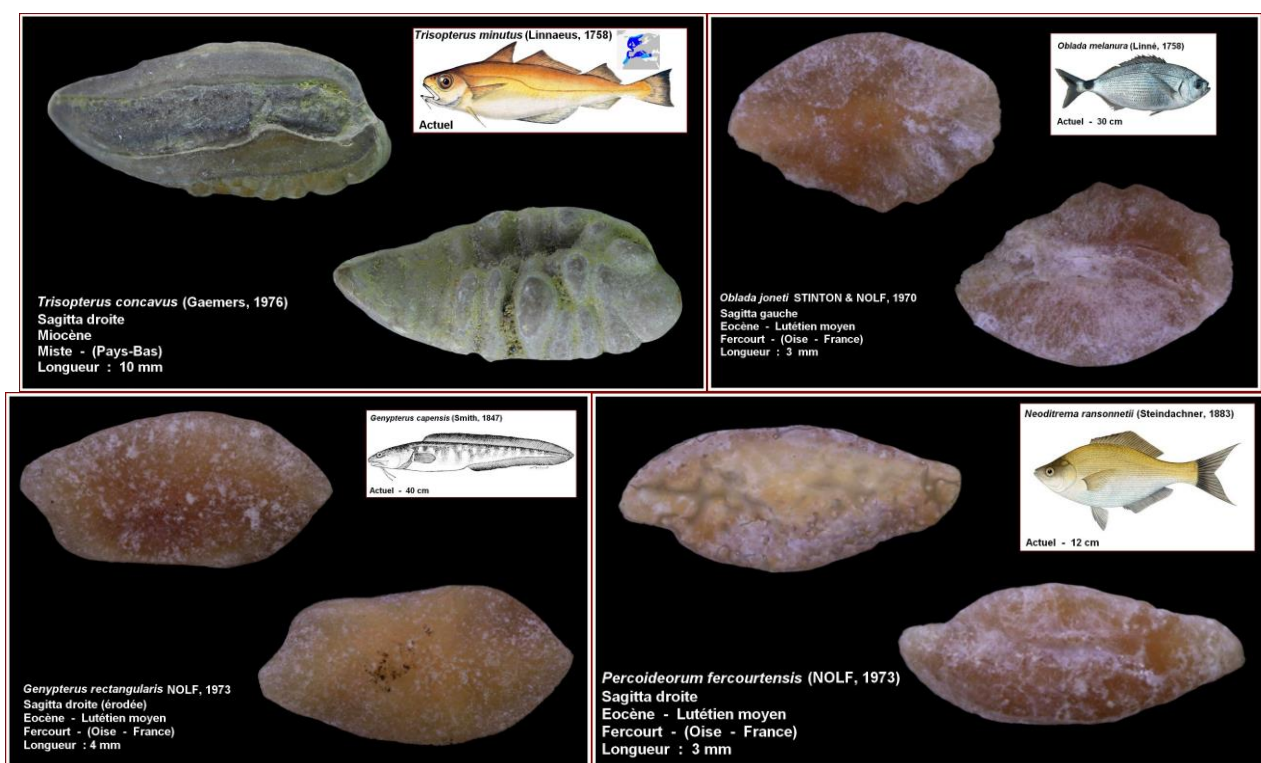 Trisopterus minutus (Linnaeus, 1758)
Actuel
Trisopterus concavus (Gaemers, 1976)
Sagitta droite
Miocène
Miste - (Pays-Bas)
Longueur : 10 mm
Oblada melanura (Linné, 1758)
Actuel - 30 cm
Oblada joneti STINTON & NOLF, 1970
Sagitta gauche
Eocène - Lutétien moyen
Fercourt - (Oise - France)
Longueur : 3 mm
Genypterus capensis (Smith, 1847)
Actuel - 40 cm
Genypterus rectangularis NOLF, 1973
Sagitta droite (érodée)
Eocène - Lutétien moyen
Fercourt - (Oise - France)
Longueur : 4 mm
Neoditrema ransonnetii (Steindachner, 1883)
Actuel - 12 cm
Percoideorum fercourtensis (NOLF, 1973)
Sagitta droite
Eocène - Lutétien moyen
Fercourt - (Oise - France)
Longueur : 3 mm